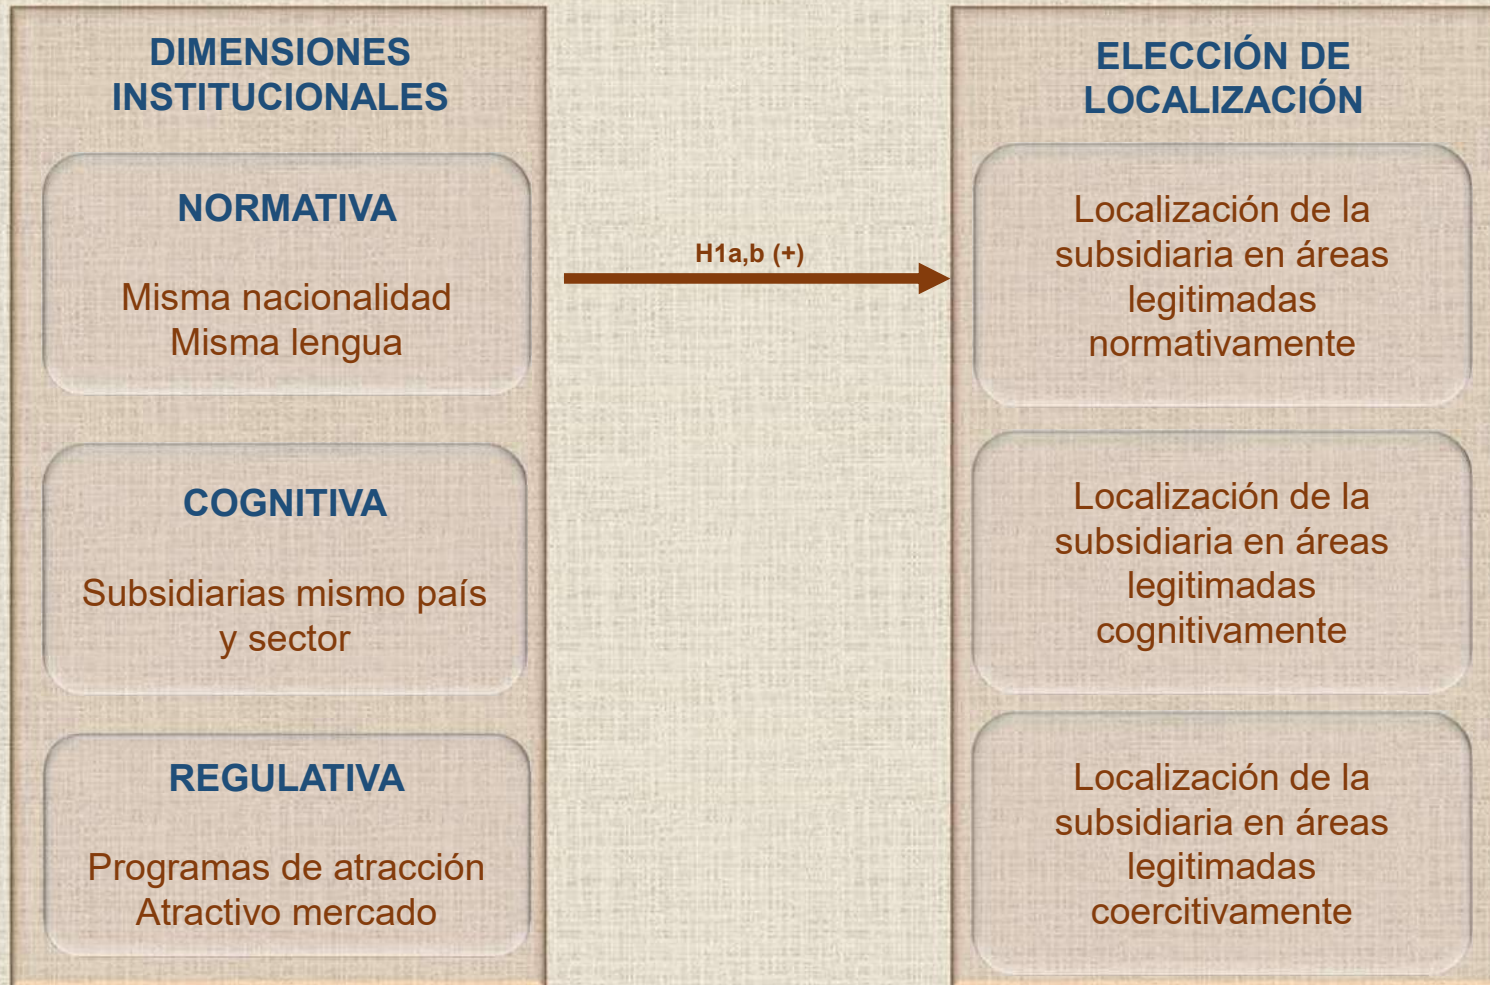 DIMENSIONES
INSTITUCIONALES
NORMATIVA
Misma nacionalidad
Misma lengua
COGNITIVA
Subsidiarias mismo país
y sector
REGULATIVA
Programas de atracción
Atractivo mercado
H1a,b (+)
ELECCIÓN DE
LOCALIZACIÓN
Localización de la
subsidiaria en áreas
legitimadas
normativamente
Localización de la
subsidiaria en áreas
legitimadas
cognitivamente
Localización de la
subsidiaria en áreas
legitimadas
coercitivamente